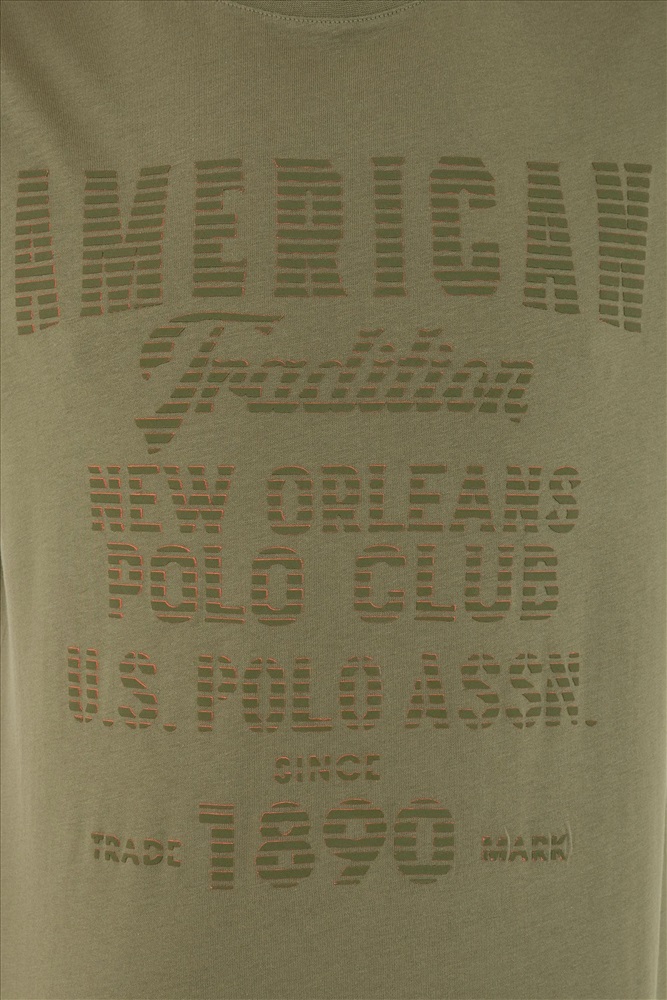 AMERICAN
Tradition
NEW ORLEANS
POLO CLUB
U.S. POLO ASSN.
SINCE
TRADE 1890 MARK